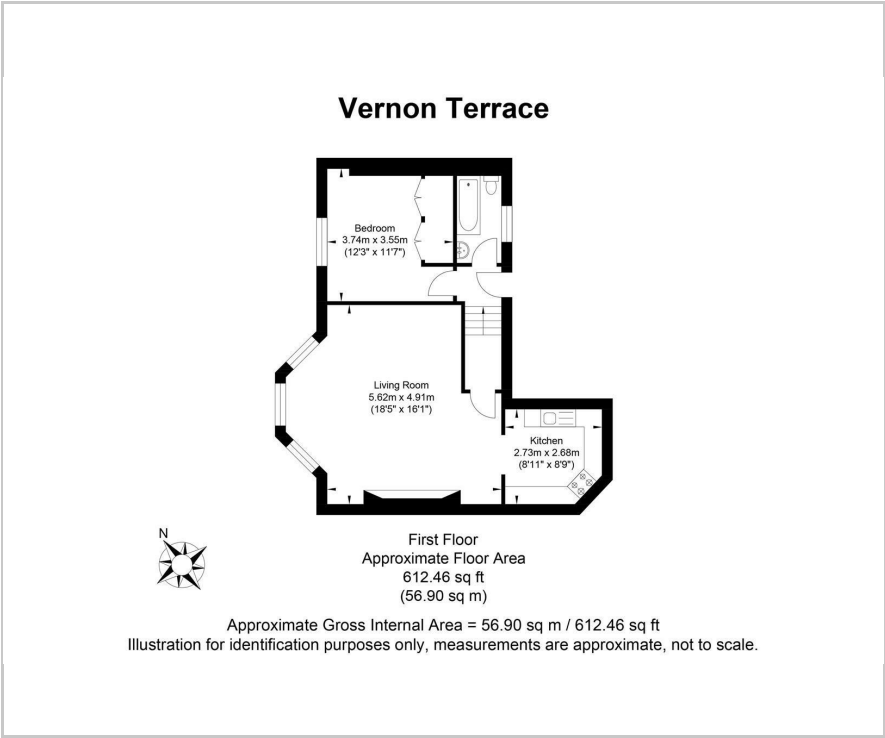 Vernon Terrace
Bedroom
3.74m x 3.55m
(12'3" x 11'7")
Living Room
5.62m x 4.91m
(18'5" x 16'1")
Kitchen
2.73m x 2.68m
(8'11" x 8'9")
N
First Floor
Approximate Floor Area
612.46 sq ft
(56.90 sq m)
Approximate Gross Internal Area = 56.90 sq m / 612.46 sq ft
Illustration for identification purposes only, measurements are approximate, not to scale.